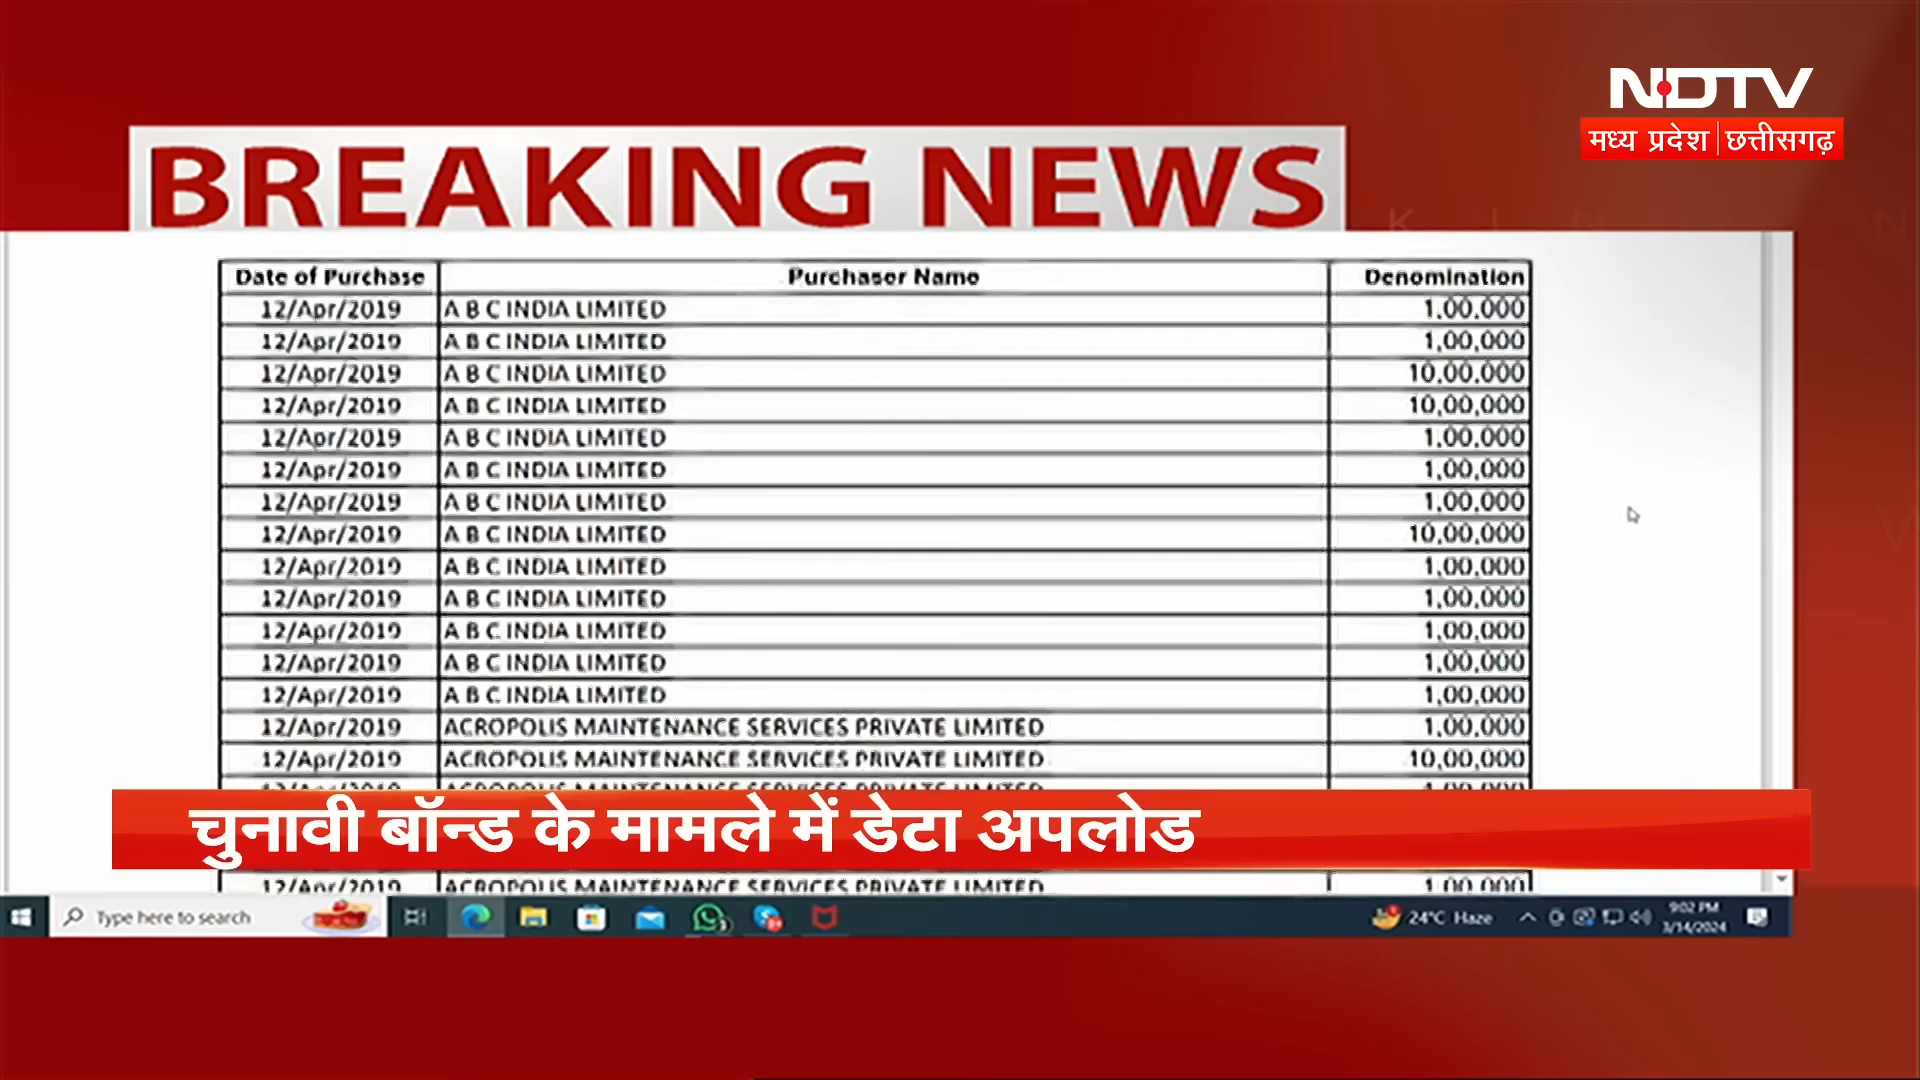 NDTV
मध्य प्रदेश छत्तीसगढ़
BREAKING NEWS
Date of Purchase Purchaser Name Denomination
12/Apr/2019 A B C INDIA LIMITED 1,00,000
12/Apr/2019 A B C INDIA LIMITED 1,00,000
12/Apr/2019 A B C INDIA LIMITED 10,00,000
12/Apr/2019 A B C INDIA LIMITED 10,00,000
12/Apr/2019 A B C INDIA LIMITED 1,00,000
12/Apr/2019 A B C INDIA LIMITED 1,00,000
12/Apr/2019 A B C INDIA LIMITED 1,00,000
12/Apr/2019 A B C INDIA LIMITED 10,00,000
12/Apr/2019 A B C INDIA LIMITED 1,00,000
12/Apr/2019 A B C INDIA LIMITED 1,00,000
12/Apr/2019 A B C INDIA LIMITED 1,00,000
12/Apr/2019 A B C INDIA LIMITED 1,00,000
12/Apr/2019 A B C INDIA LIMITED 1,00,000
12/Apr/2019 ACROPOLIS MAINTENANCE SERVICES PRIVATE LIMITED 1,00,000
12/Apr/2019 ACROPOLIS MAINTENANCE SERVICES PRIVATE LIMITED 10,00,000
चुनावी बॉन्ड के मामले में डेटा अपलोड
12/Apr/2019 ACROPOLIS MAINTENANCE SERVICES PRIVATE LIMITED 1,00,000
Type here to search 24°C Haze 9:02 PM
3/14/2024